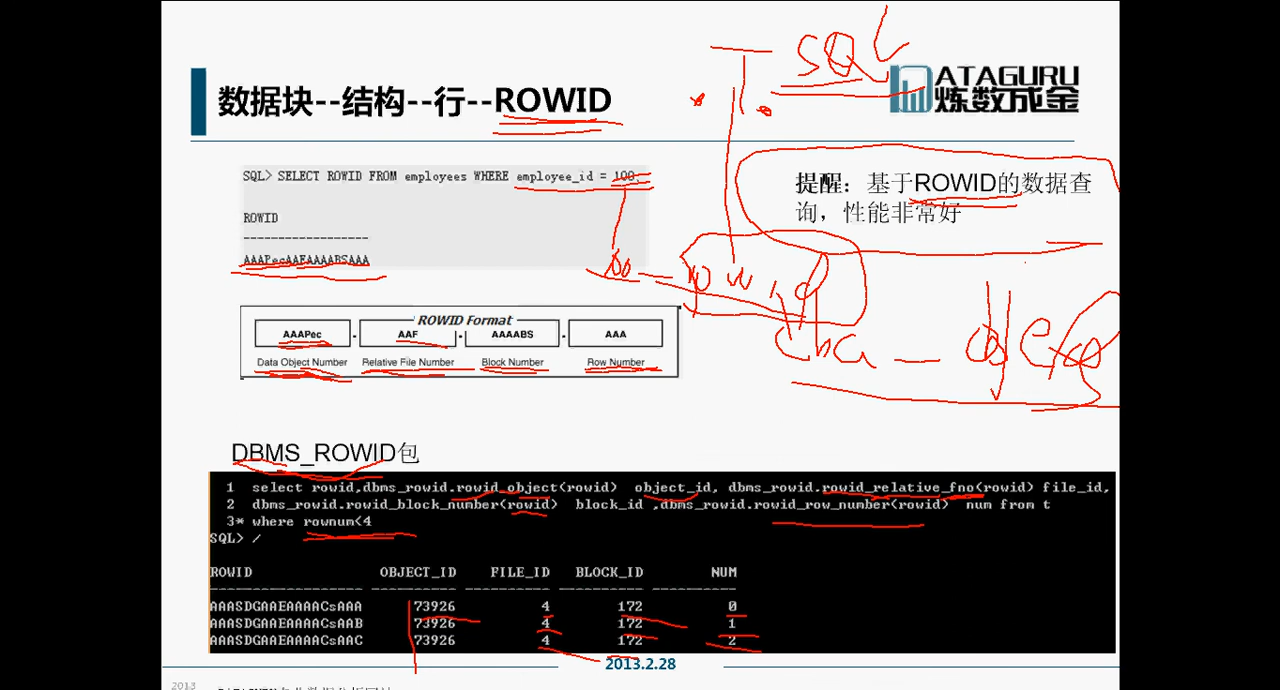 数据块--结构--行--ROWID
SQL
ATAGURU
炼数成金
SQL> SELECT ROWID FROM employees WHERE employee_id = 100;
ROWID
------------------
AAAPecAAFAAAABSAAA
提醒：基于ROWID的数据查
询，性能非常好
100
rowid
ROWID Format
AAAPec . AAF . AAAABS . AAA
Data Object Number Relative File Number Block Number Row Number
DBMS_ROWID包
1 select rowid,dbms_rowid.rowid_object(rowid) object_id, dbms_rowid.rowid_relative_fno(rowid) file_id,
2 dbms_rowid.rowid_block_number(rowid) block_id ,dbms_rowid.rowid_row_number(rowid) num from t
3* where rownum<4
SQL> /
ROWID OBJECT_ID FILE_ID BLOCK_ID NUM
------------------ ---------- ---------- ---------- ----------
AAASDGAAEAAAACsAAA 73926 4 172 0
AAASDGAAEAAAACsAAB 73926 4 172 1
AAASDGAAEAAAACsAAC 73926 4 172 2
2013.2.28
2013